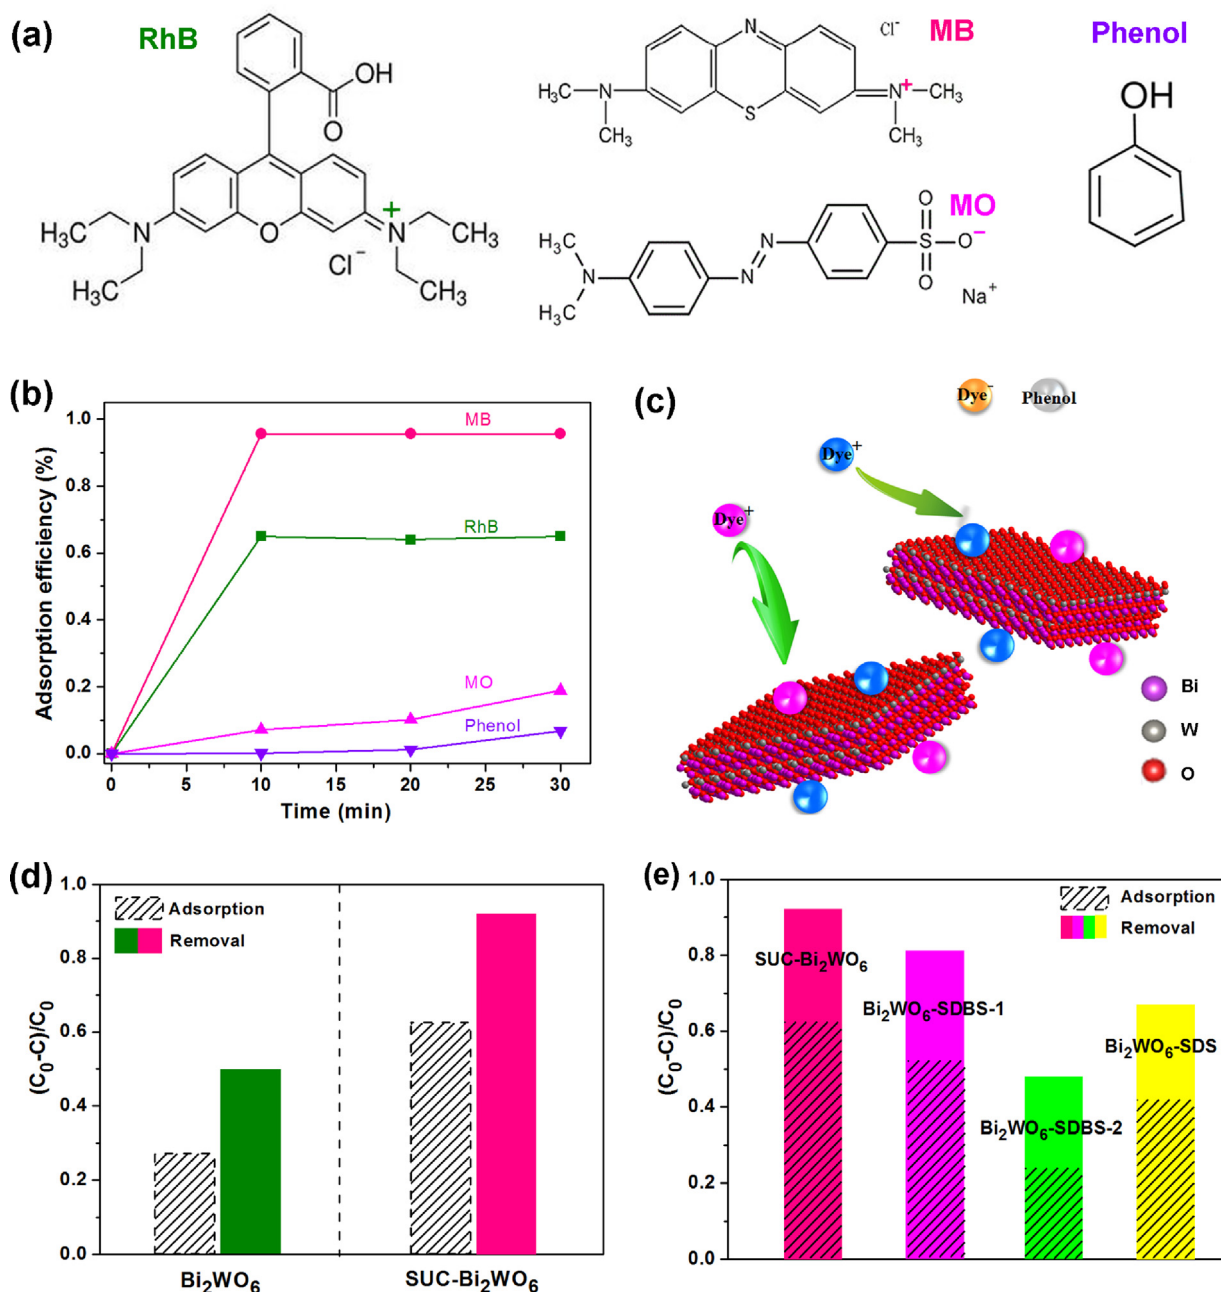 (a)
RhB
MB
Phenol
OH
O
H₃C
N
O
N
+
CH₃
H₃C
CH₃
Cl⁻
N
Cl⁻
H₃C
N
S
N
+
CH₃
CH₃
CH₃
MO
O
S
O⁻
O
N
N
H₃C
N
CH₃
Na⁺
OH
(b)
Adsorption efficiency (%)
1.0
0.8
0.6
0.4
0.2
0.0
MB
RhB
MO
Phenol
0 5 10 15 20 25 30
Time (min)
(c)
Dye⁻
Phenol
Dye⁺
Dye⁺
Bi
W
O
(d)
(C₀-C)/C₀
1.0
0.8
0.6
0.4
0.2
0.0
Adsorption
Removal
Bi₂WO₆
SUC-Bi₂WO₆
(e)
(C₀-C)/C₀
1.0
0.8
0.6
0.4
0.2
0.0
Adsorption
Removal
SUC-Bi₂WO₆
Bi₂WO₆-SDBS-1
Bi₂WO₆-SDBS-2
Bi₂WO₆-SDS